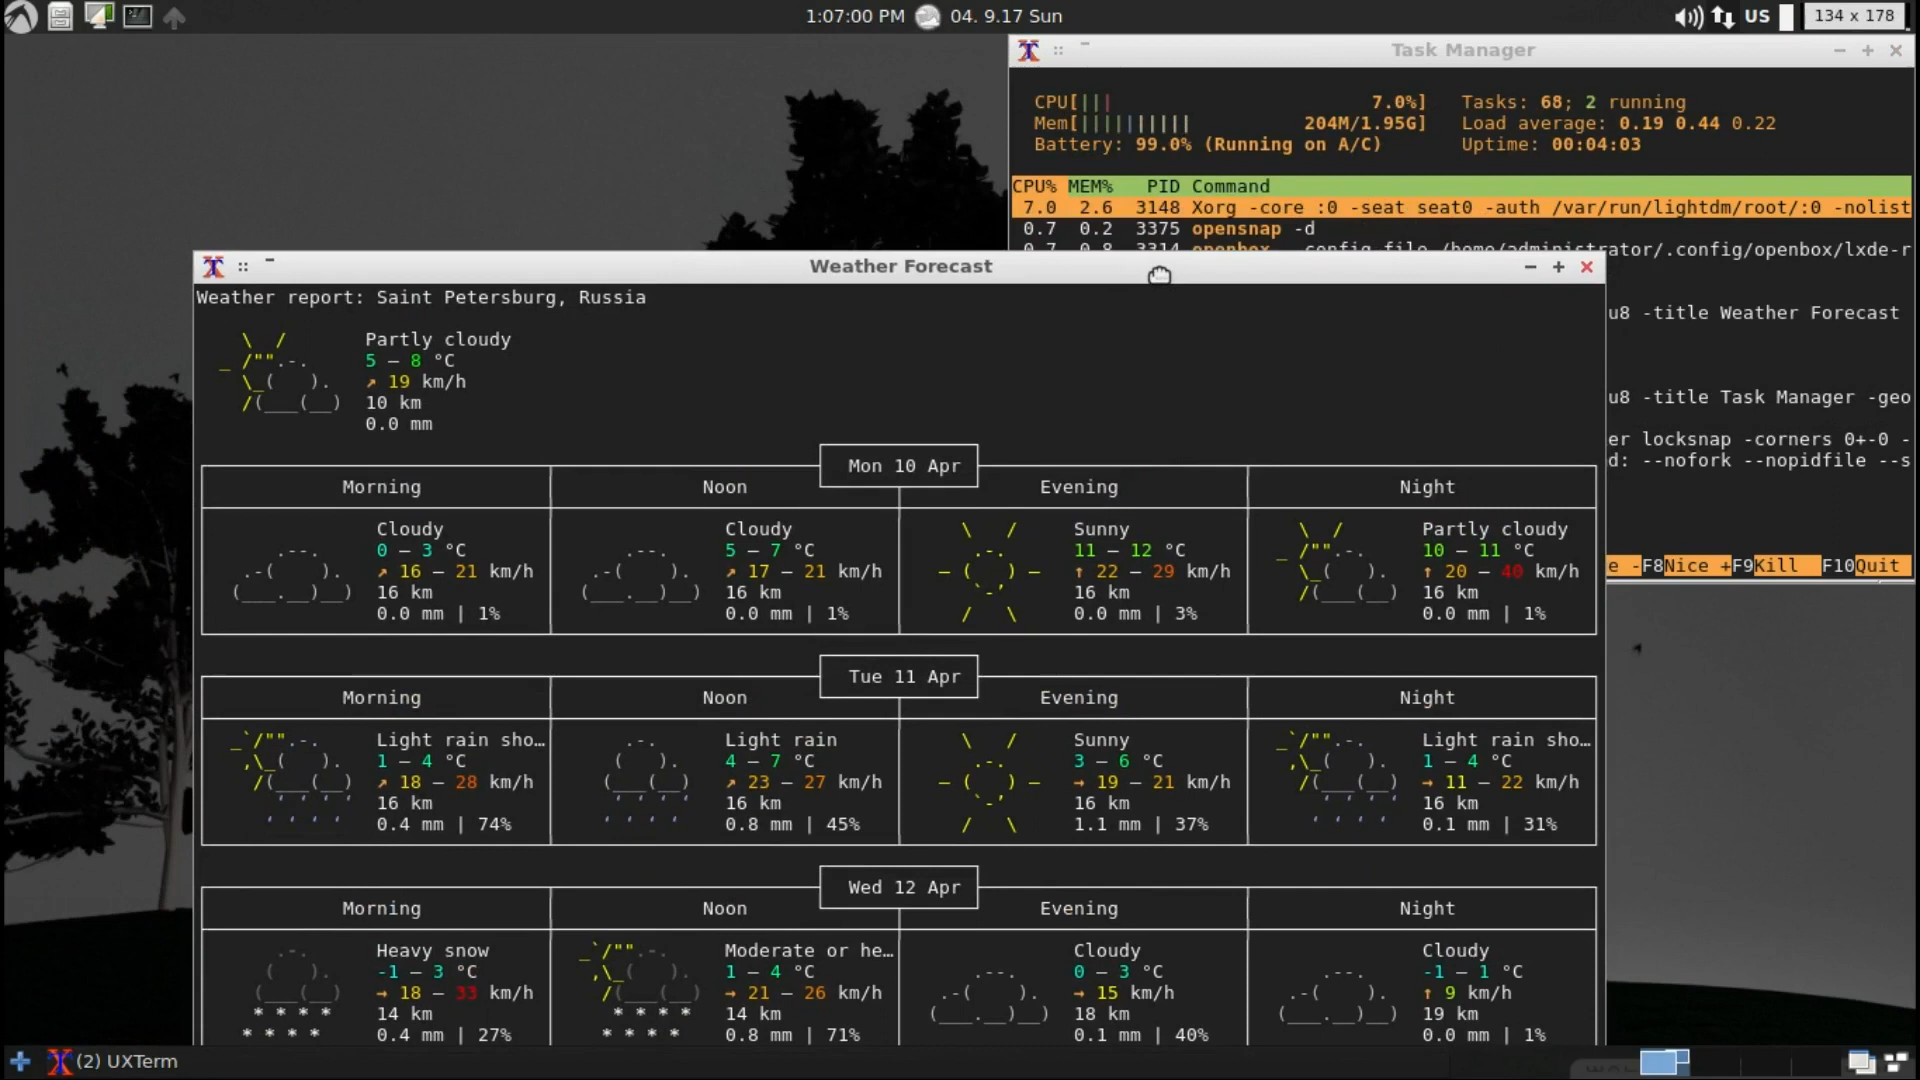 1:07:00 PM 04. 9.17 Sun US 134 x 178
Task Manager
CPU[||| 7.0%] Tasks: 68; 2 running
Mem[|||||||||| 204M/1.95G] Load average: 0.19 0.44 0.22
Battery: 99.0% (Running on A/C) Uptime: 00:04:03
CPU% MEM% PID Command
7.0 2.6 3148 Xorg -core :0 -seat seat0 -auth /var/run/lightdm/root/:0 -nolist
0.7 0.2 3375 opensnap -d
0.7 0.8 3314 openbox --config-file /home/administrator/.config/openbox/lxde-r
u8 -title Weather Forecast
u8 -title Task Manager -geo
er locksnap -corners 0+-0 -
d: --nofork --nopidfile --s
e -F8Nice +F9Kill F10Quit
Weather Forecast
Weather report: Saint Petersburg, Russia
Partly cloudy
5 – 8 °C
↗ 19 km/h
10 km
0.0 mm
Mon 10 Apr
Morning Noon Evening Night
Cloudy Cloudy Sunny Partly cloudy
0 – 3 °C 5 – 7 °C 11 – 12 °C 10 – 11 °C
↗ 16 – 21 km/h ↗ 17 – 21 km/h ↑ 22 – 29 km/h ↑ 20 – 40 km/h
16 km 16 km 16 km 16 km
0.0 mm | 1% 0.0 mm | 1% 0.0 mm | 3% 0.0 mm | 1%
Tue 11 Apr
Morning Noon Evening Night
Light rain sho… Light rain Sunny Light rain sho…
1 – 4 °C 4 – 7 °C 3 – 6 °C 1 – 4 °C
↗ 18 – 28 km/h ↗ 23 – 27 km/h → 19 – 21 km/h → 11 – 22 km/h
16 km 16 km 16 km 16 km
0.4 mm | 74% 0.8 mm | 45% 1.1 mm | 37% 0.1 mm | 31%
Wed 12 Apr
Morning Noon Evening Night
Heavy snow Moderate or he… Cloudy Cloudy
-1 – 3 °C 1 – 4 °C 0 – 3 °C -1 – 1 °C
→ 18 – 33 km/h → 21 – 26 km/h → 15 km/h ↑ 9 km/h
14 km 14 km 18 km 19 km
0.4 mm | 27% 0.8 mm | 71% 0.1 mm | 40% 0.0 mm | 1%
(2) UXTerm